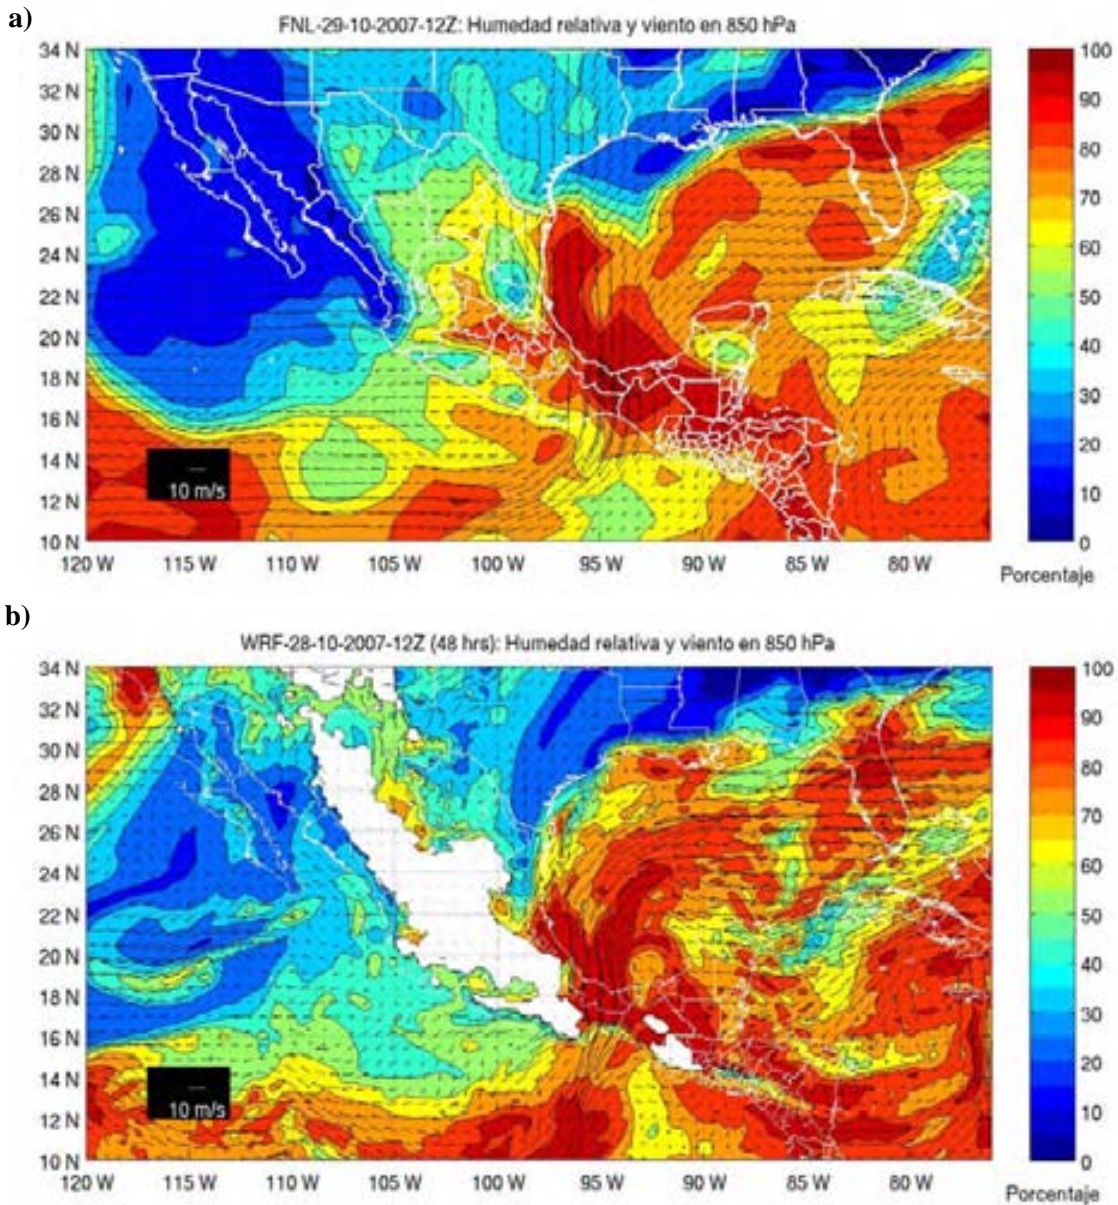 a)
FNL-29-10-2007-12Z: Humedad relativa y viento en 850 hPa
34 N
32 N
30 N
28 N
26 N
24 N
22 N
20 N
18 N
16 N
14 N
12 N
10 N
10 m/s
120 W 115 W 110 W 105 W 100 W 95 W 90 W 85 W 80 W
100
90
80
70
60
50
40
30
20
10
0
Porcentaje
b)
WRF-28-10-2007-12Z (48 hrs): Humedad relativa y viento en 850 hPa
34 N
32 N
30 N
28 N
26 N
24 N
22 N
20 N
18 N
16 N
14 N
12 N
10 N
10 m/s
120 W 115 W 110 W 105 W 100 W 95 W 90 W 85 W 80 W
100
90
80
70
60
50
40
30
20
10
0
Porcentaje